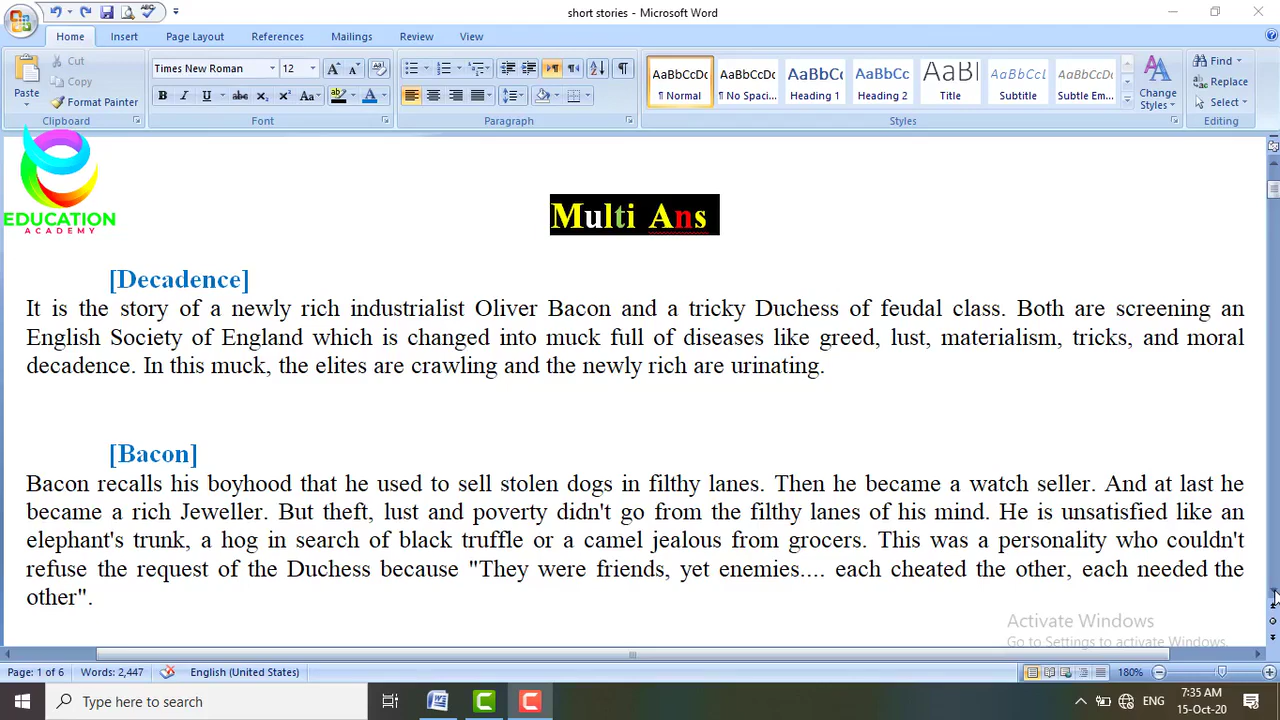 short stories - Microsoft Word
Home Insert Page Layout References Mailings Review View
Paste
Cut
Copy
Format Painter
Clipboard
Times New Roman 12
Font
Paragraph
AaBbCcDc AaBbCcDc AaBbCc AaBbCc AaBl AaBbCcL AaBbCcDc
¶ Normal ¶ No Spaci... Heading 1 Heading 2 Title Subtitle Subtle Em...
Change Styles
Styles
Find
Replace
Select
Editing
EDUCATION
ACADEMY
Multi Ans
[Decadence]
It is the story of a newly rich industrialist Oliver Bacon and a tricky Duchess of feudal class. Both are screening an
English Society of England which is changed into muck full of diseases like greed, lust, materialism, tricks, and moral
decadence. In this muck, the elites are crawling and the newly rich are urinating.
[Bacon]
Bacon recalls his boyhood that he used to sell stolen dogs in filthy lanes. Then he became a watch seller. And at last he
became a rich Jeweller. But theft, lust and poverty didn't go from the filthy lanes of his mind. He is unsatisfied like an
elephant's trunk, a hog in search of black truffle or a camel jealous from grocers. This was a personality who couldn't
refuse the request of the Duchess because "They were friends, yet enemies.... each cheated the other, each needed the
other".
Activate Windows
Go to Settings to activate Windows.
Page: 1 of 6 Words: 2,447 English (United States) 180%
Type here to search
ENG
7:35 AM
15-Oct-20